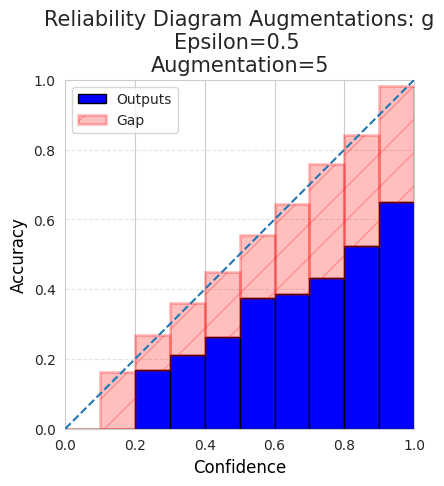 Reliability Diagram Augmentations: g
Epsilon=0.5
Augmentation=5
Outputs
Gap
Accuracy
1.0
0.8
0.6
0.4
0.2
0.0
0.0 0.2 0.4 0.6 0.8 1.0
Confidence